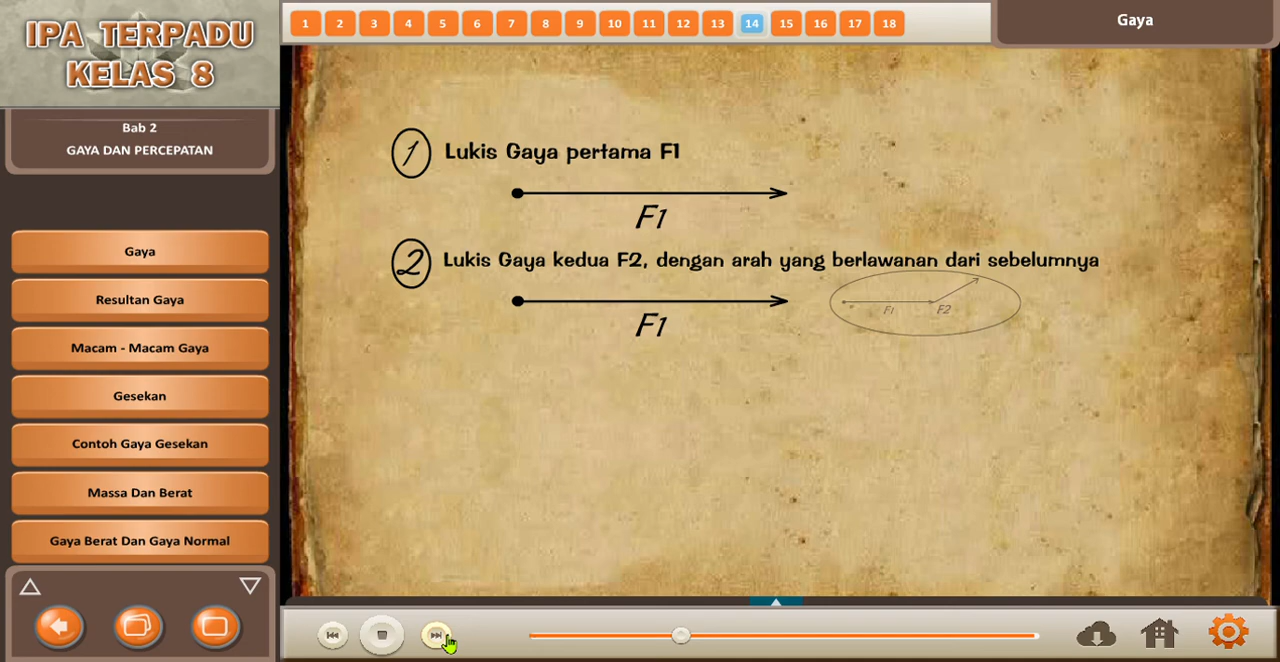 IPA TERPADU
KELAS 8
Bab 2
GAYA DAN PERCEPATAN
Gaya
Resultan Gaya
Macam - Macam Gaya
Gesekan
Contoh Gaya Gesekan
Massa Dan Berat
Gaya Berat Dan Gaya Normal
1 2 3 4 5 6 7 8 9 10 11 12 13 14 15 16 17 18
Gaya
1 Lukis Gaya pertama F1
F1
2 Lukis Gaya kedua F2, dengan arah yang berlawanan dari sebelumnya
F1
F1 F2